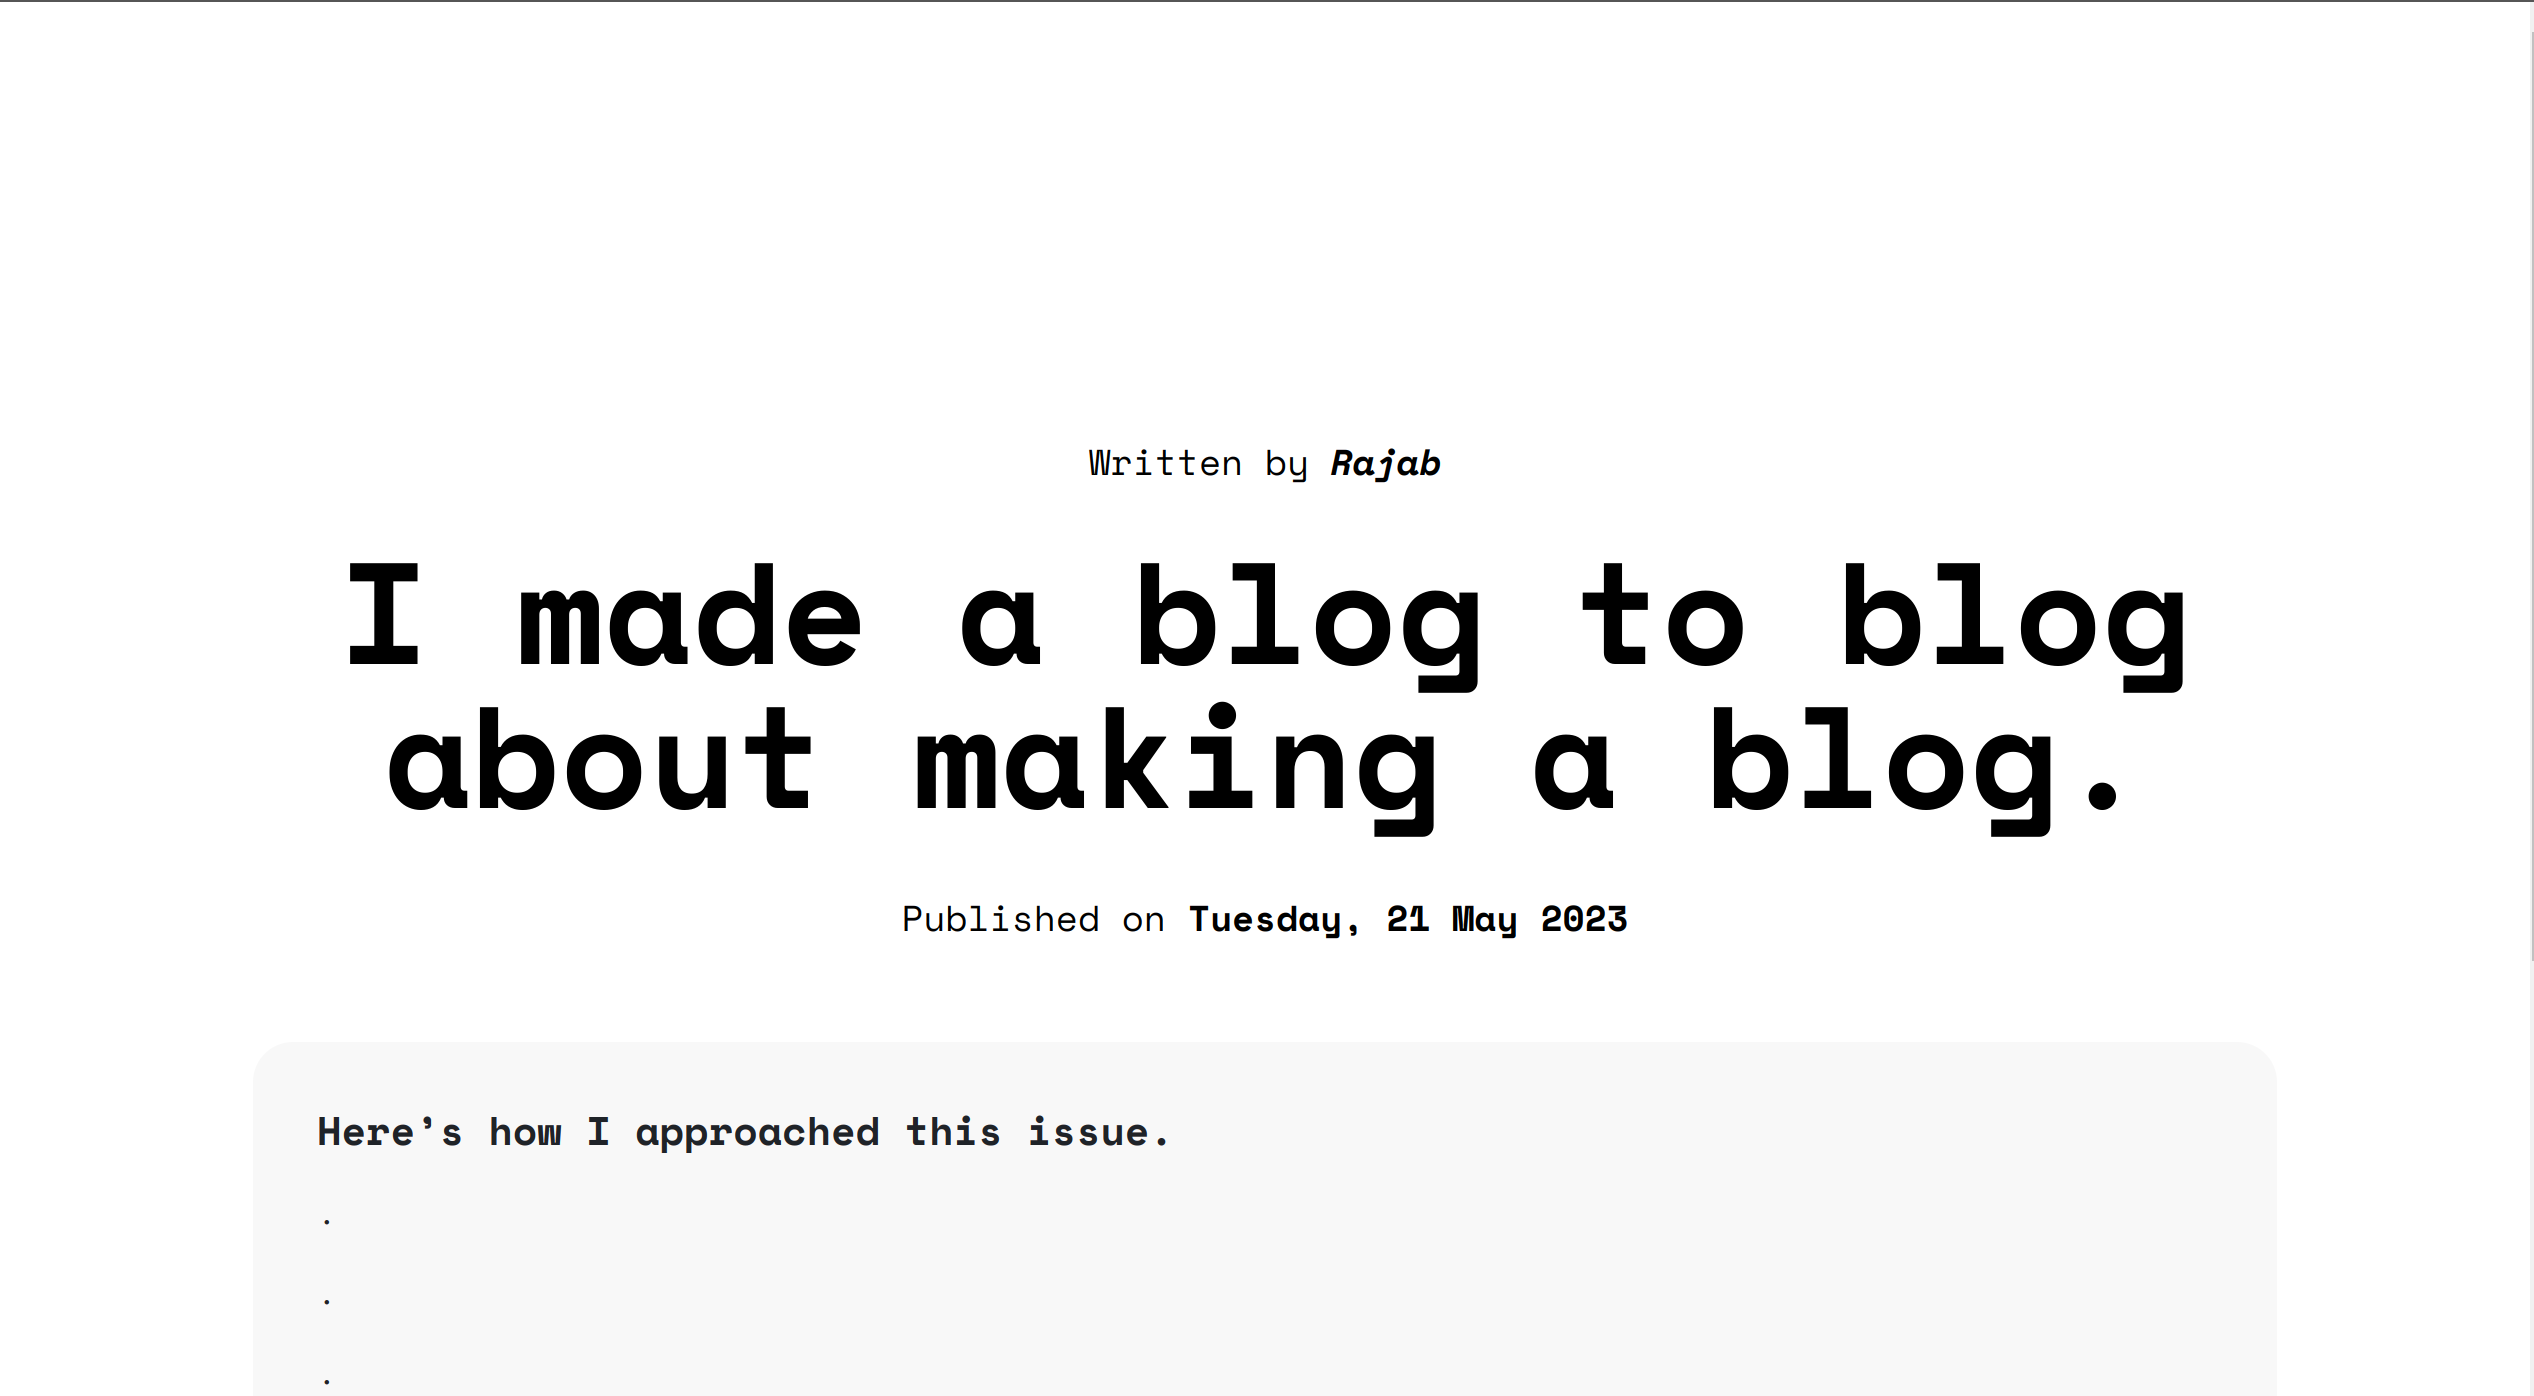 Written by Rajab
I made a blog to blog
about making a blog.
Published on Tuesday, 21 May 2023
Here’s how I approached this issue.
.
.
.